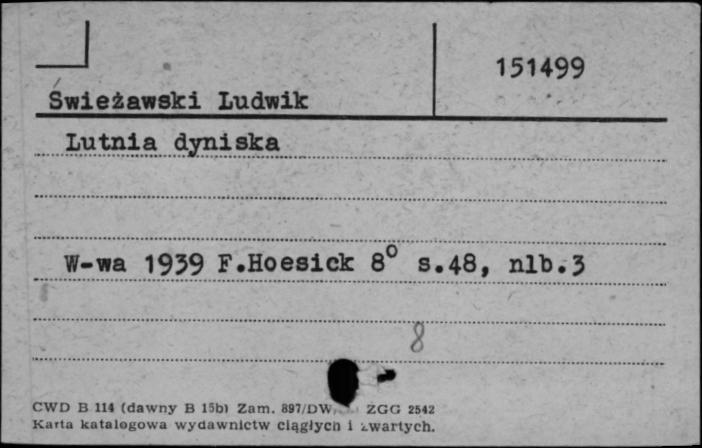 151499
Świeżawski Ludwik
Lutnia dyniska
W-wa 1939 F.Hoesick 8° s.48, nlb.3
8
CWD B 114 (dawny B 15b) Zam. 897/DW ZGG 2542
Karta katalogowa wydawnictw ciągłych i zwartych.